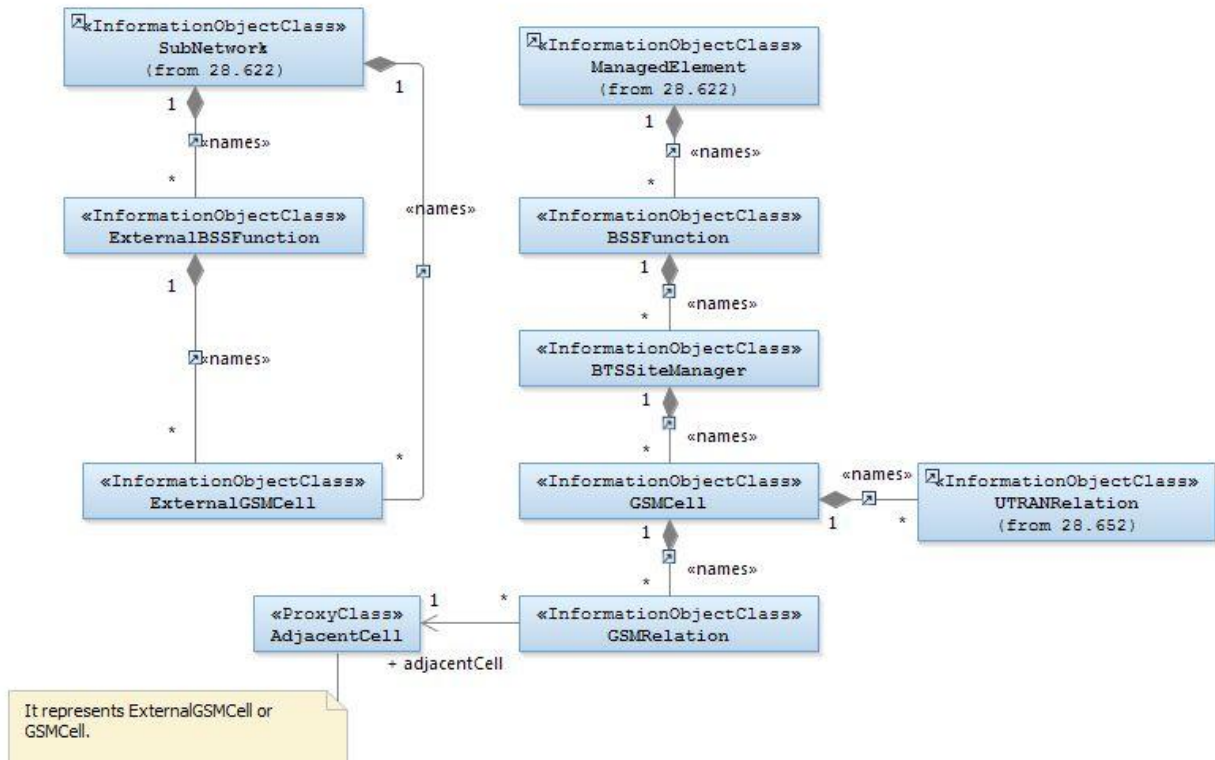 «InformationObjectClass»
SubNetwork
(from 28.622)
1
1
«names»
*
«InformationObjectClass»
ExternalBSSFunction
1
«names»
*
«names»
*
«InformationObjectClass»
ExternalGSMCell
«InformationObjectClass»
ManagedElement
(from 28.622)
1
«names»
*
«InformationObjectClass»
BSSFunction
1
«names»
*
«InformationObjectClass»
BTSSiteManager
1
«names»
*
«InformationObjectClass»
GSMCell
1
«names»
*
«InformationObjectClass»
UTRANRelation
(from 28.652)
1
«names»
*
«InformationObjectClass»
GSMRelation
*
1
+ adjacentCell
«ProxyClass»
AdjacentCell
It represents ExternalGSMCell or
GSMCell.